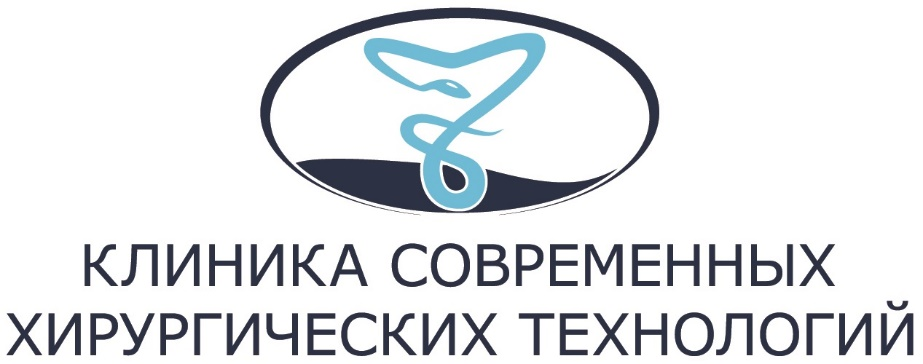 КЛИНИКА СОВРЕМЕННЫХ
ХИРУРГИЧЕСКИХ ТЕХНОЛОГИЙ